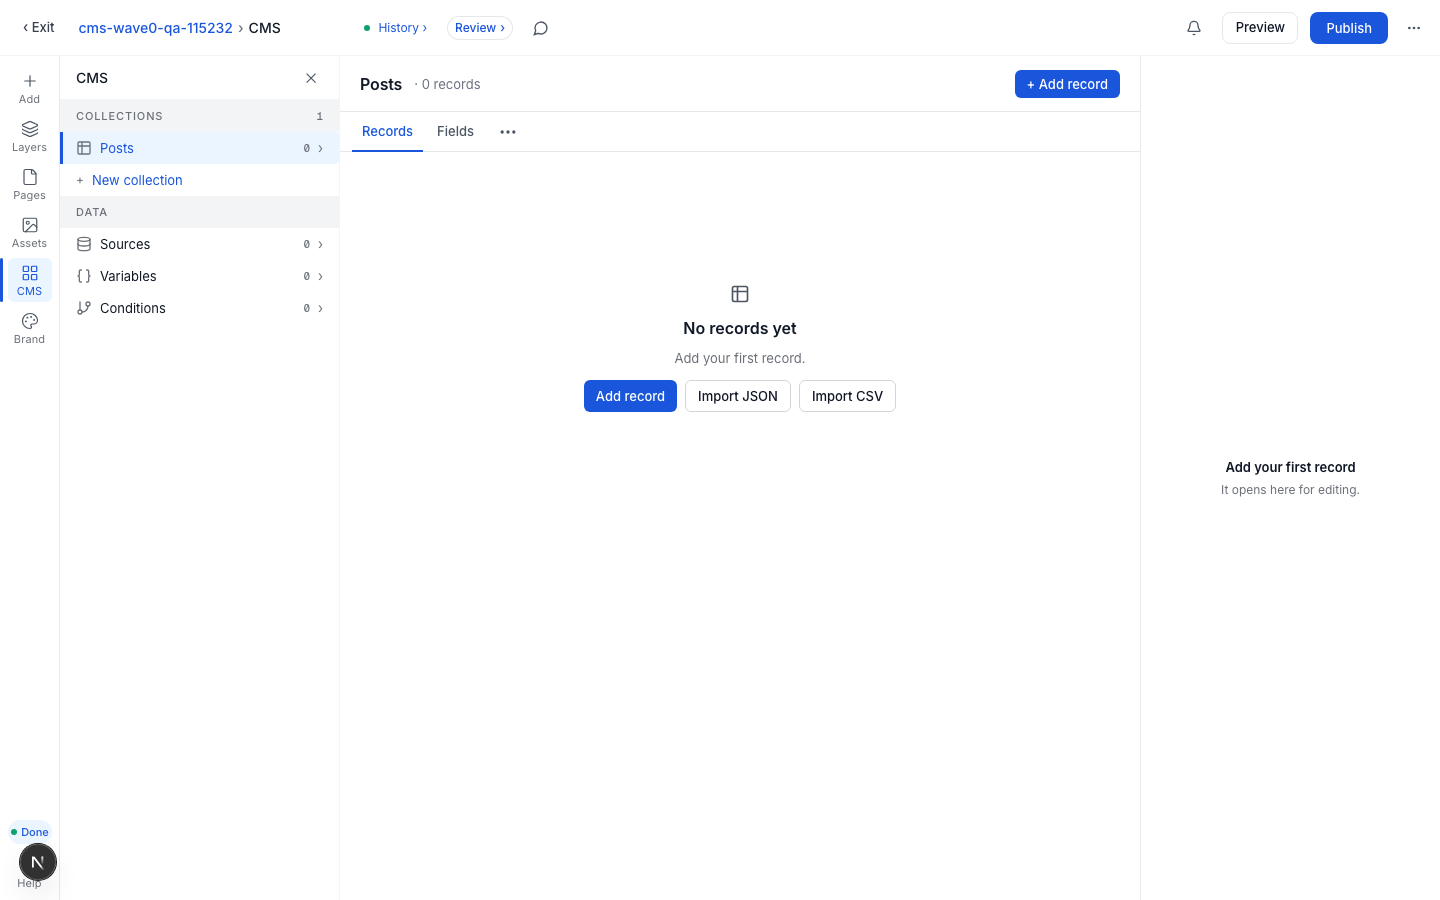 ‹ Exit
cms-wave0-qa-115232 › CMS
History ›
Review ›
Preview
Publish
Add
Layers
Pages
Assets
CMS
Brand
Done
N
Help
CMS
COLLECTIONS 1
Posts 0 ›
+ New collection
DATA
Sources 0 ›
Variables 0 ›
Conditions 0 ›
Posts · 0 records
+ Add record
Records Fields
No records yet
Add your first record.
Add record Import JSON Import CSV
Add your first record
It opens here for editing.